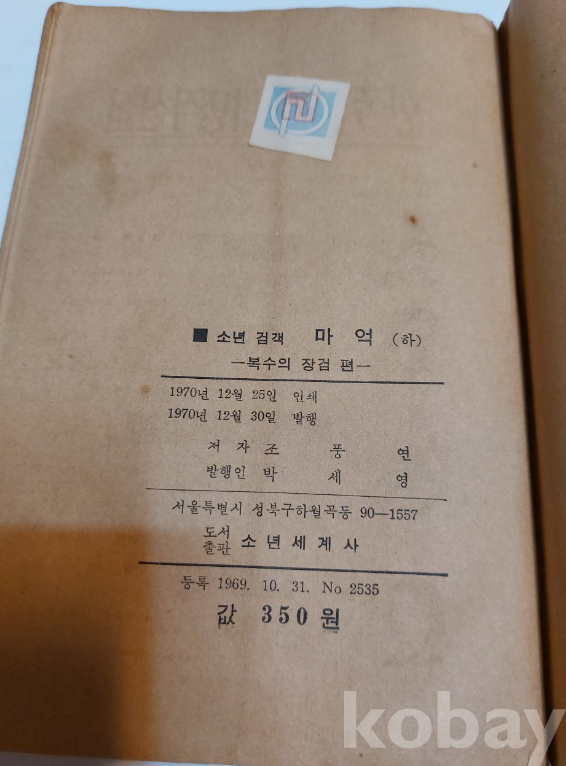 ■ 소년 검객 마 억 (하)
—복수의 장검 편—
1970년 12월 25일 인쇄
1970년 12월 30일 발행
저 자 조 풍 연
발행인 박 세 영
서울특별시 성북구하월곡동 90—1557
도서출판 소년세계사
등록 1969. 10. 31. No 2535
값 350원
kobay